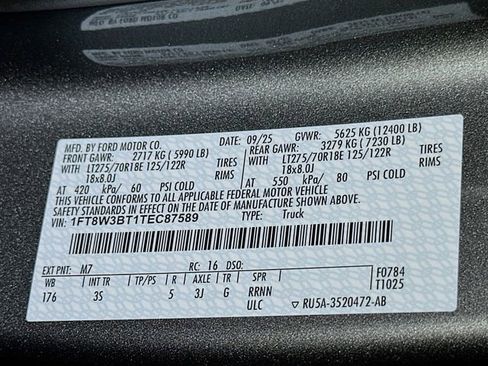 MFD. BY FORD MOTOR CO.
DATE: 09/25 GVWR: 5625 KG (12400 LB)
FRONT GAWR: 2717 KG (5990 LB) REAR GAWR: 3279 KG (7230 LB)
WITH LT275/70R18E 125/122R TIRES WITH LT275/70R18E 125/122R TIRES
18x8.0J RIMS 18x8.0J RIMS
AT 420 kPa/ 60 PSI COLD AT 550 kPa/ 80 PSI COLD
THIS VEHICLE CONFORMS TO ALL APPLICABLE FEDERAL MOTOR VEHICLE
SAFETY STANDARDS IN EFFECT ON THE DATE OF MANUFACTURE SHOWN ABOVE.
VIN: 1FT8W3BT1TEC87589 TYPE: Truck
EXT PNT: M7 RC: 16 DSO:
WB INT TR TP/PS R AXLE TR SPR F0784
176 3S 5 3J G RRNN T1025
ULC ▼ RU5A-3520472-AB